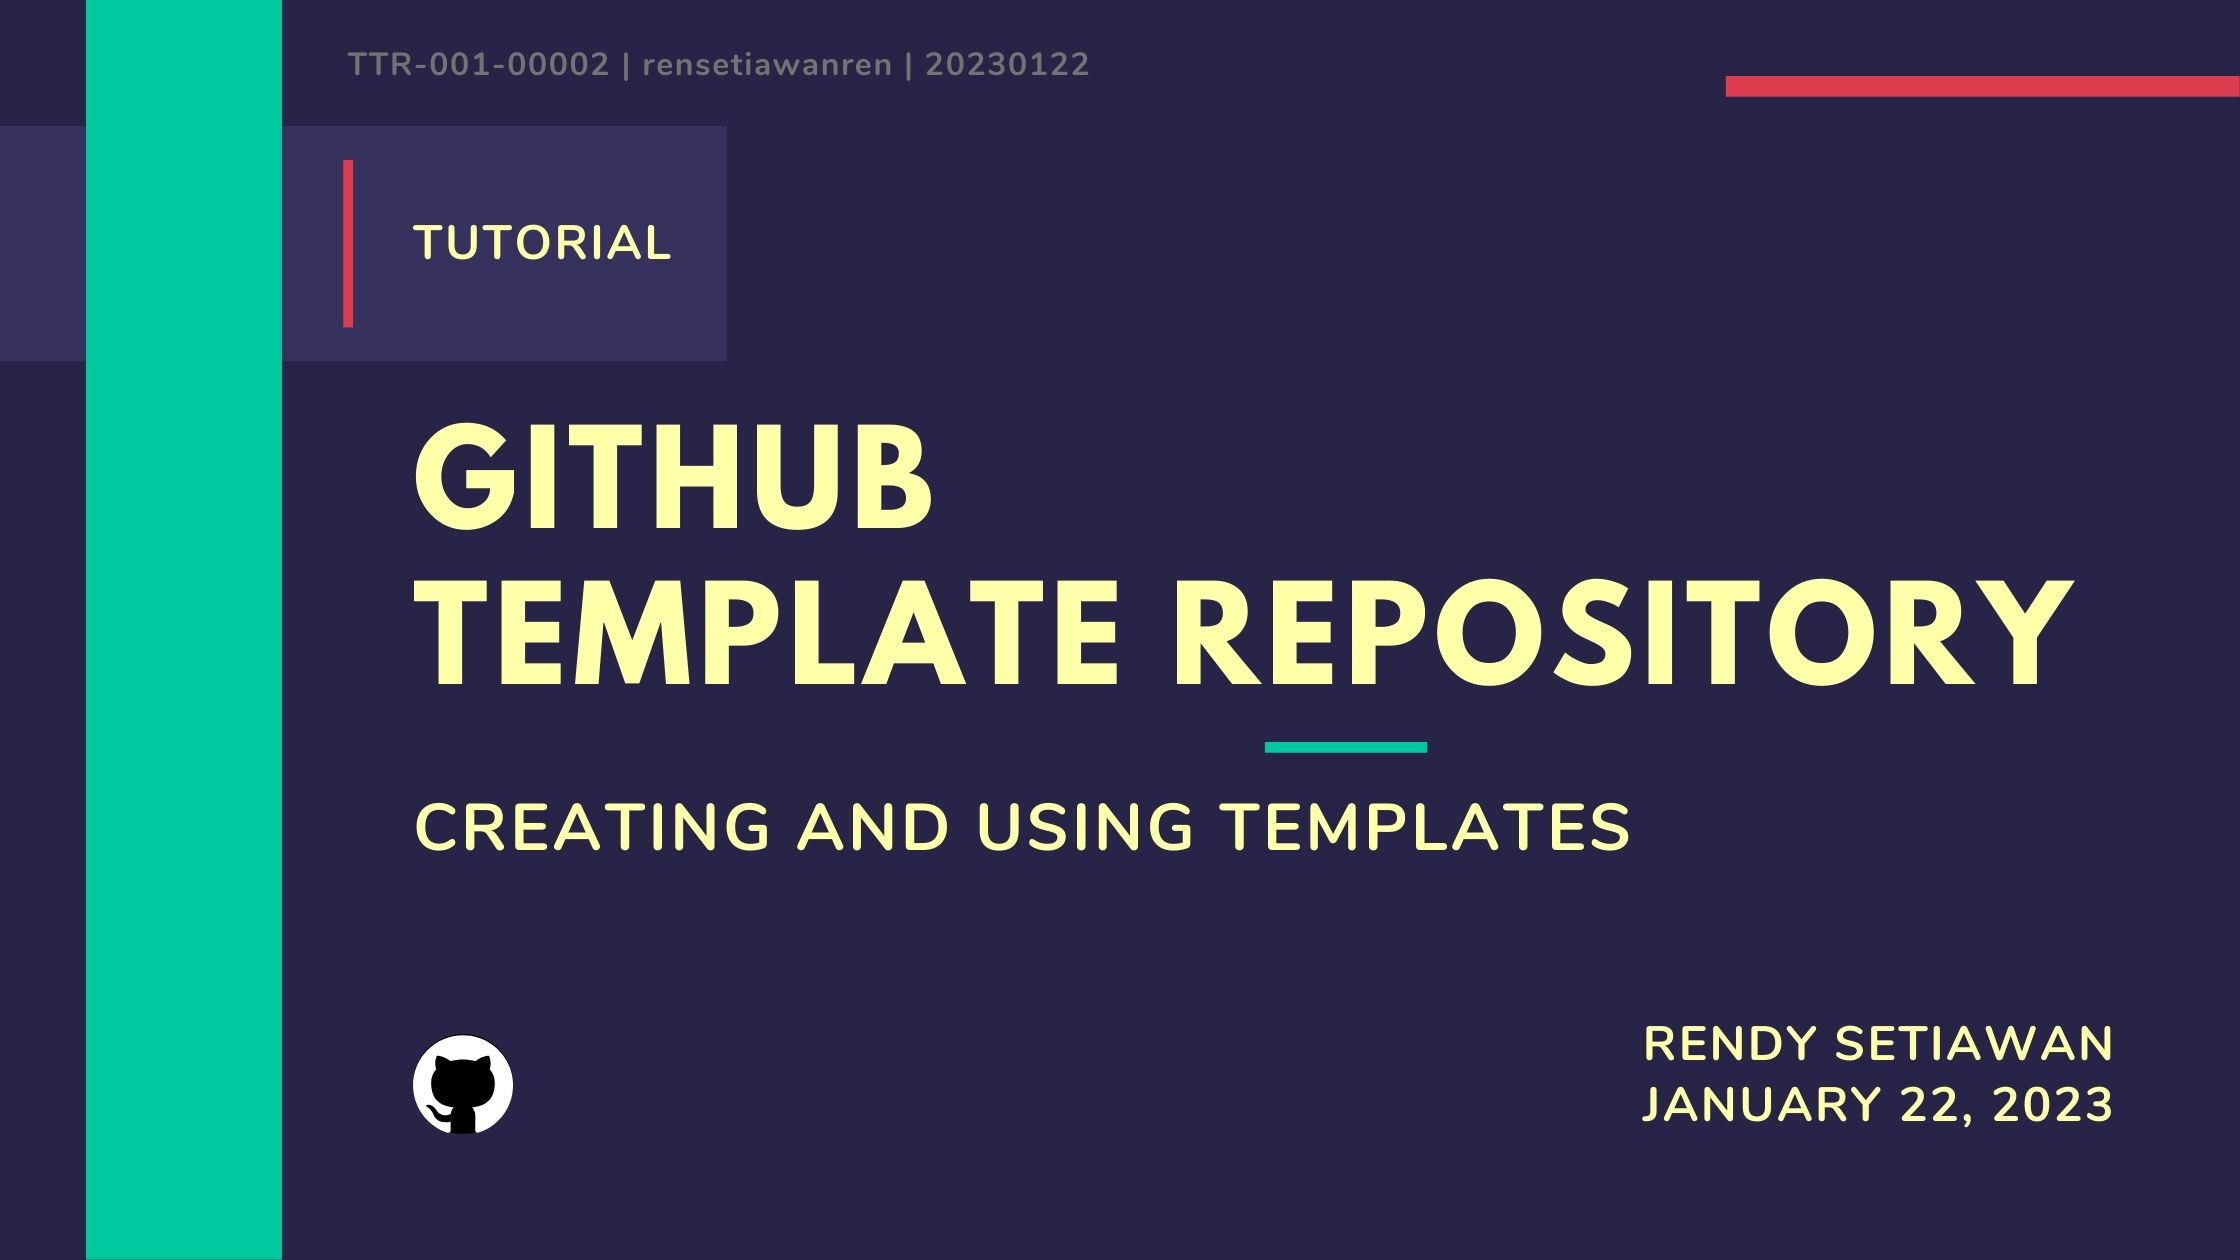 TTR-001-00002 | rensetiawanren | 20230122
TUTORIAL
GITHUB
TEMPLATE REPOSITORY
CREATING AND USING TEMPLATES
RENDY SETIAWAN
JANUARY 22, 2023